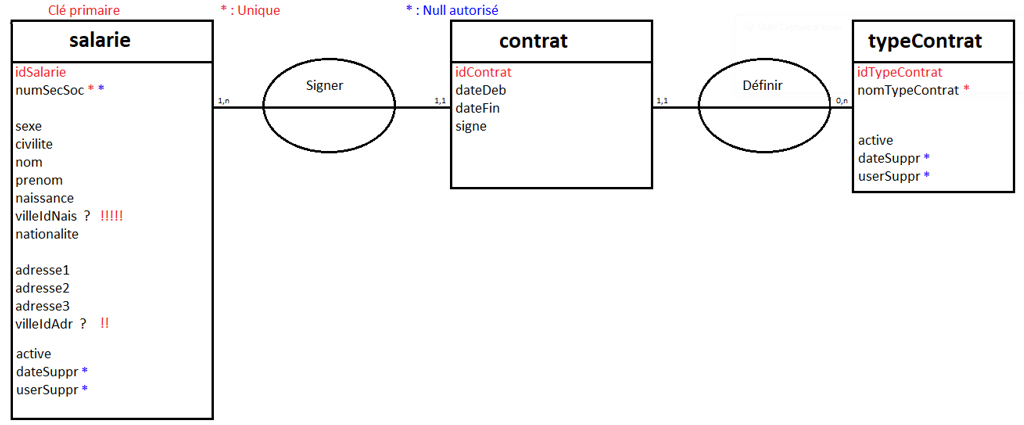 Clé primaire
* : Unique
* : Null autorisé
salarie
idSalarie
numSecSoc * *
sexe
civilite
nom
prenom
naissance
villeIdNais ? !!!!!
nationalite
adresse1
adresse2
adresse3
villeIdAdr ? !!
active
dateSuppr *
userSuppr *
1,n
Signer
1,1
contrat
idContrat
dateDeb
dateFin
signe
1,1
Définir
0,n
typeContrat
idTypeContrat
nomTypeContrat *
active
dateSuppr *
userSuppr *